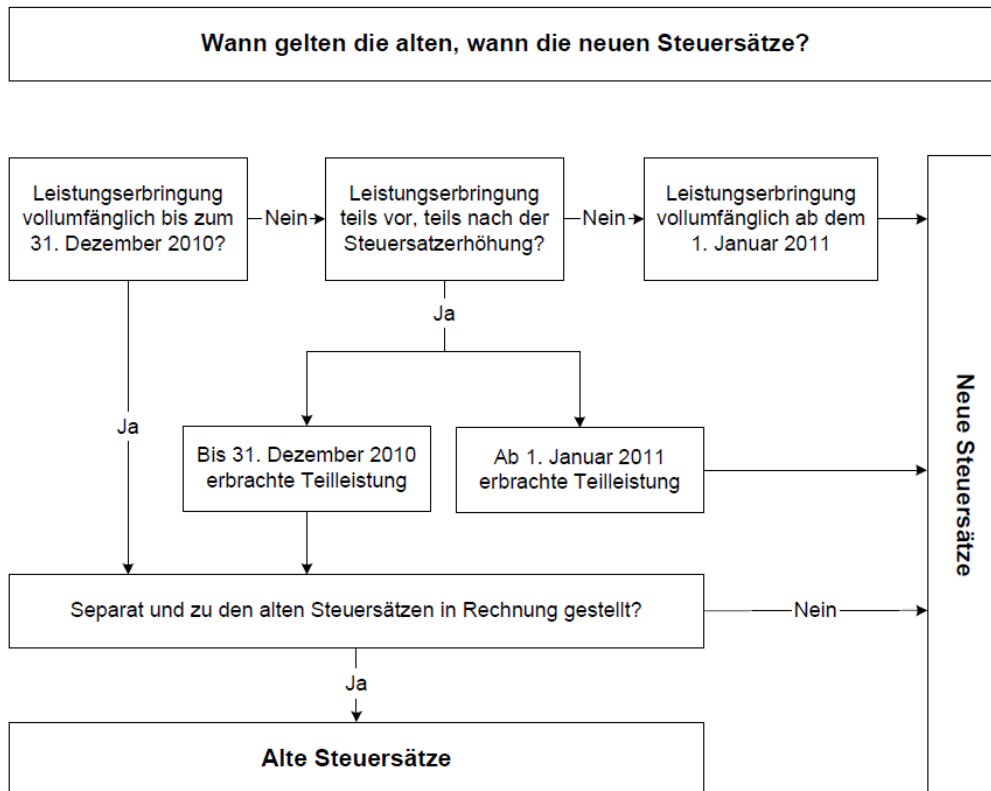 Wann gelten die alten, wann die neuen Steuersätze?
Leistungserbringung
vollumfänglich bis zum
31. Dezember 2010?
Nein
Leistungserbringung
teils vor, teils nach der
Steuersatzerhöhung?
Nein
Leistungserbringung
vollumfänglich ab dem
1. Januar 2011
Ja
Ja
Bis 31. Dezember 2010
erbrachte Teilleistung
Ab 1. Januar 2011
erbrachte Teilleistung
Neue Steuersätze
Separat und zu den alten Steuersätzen in Rechnung gestellt?
Nein
Ja
Alte Steuersätze